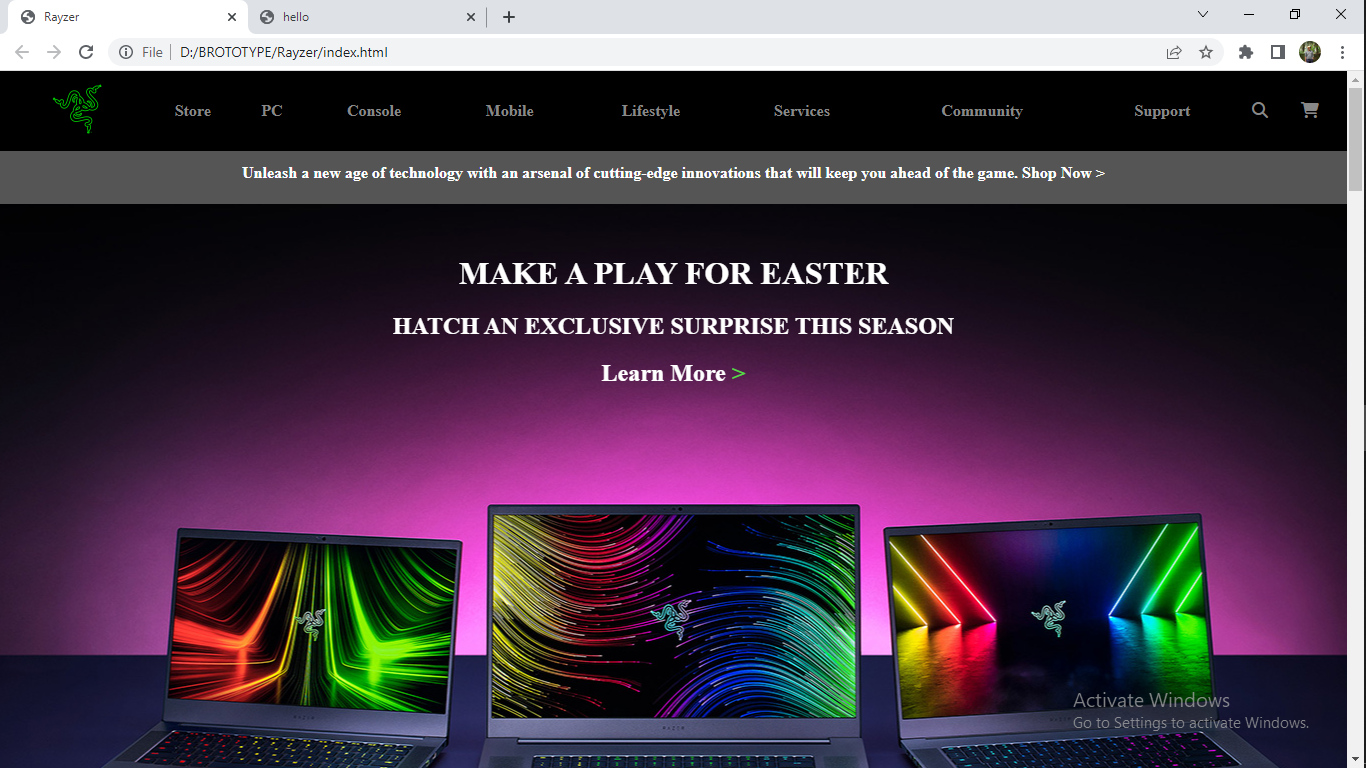 Rayzer
hello
File D:/BROTOTYPE/Rayzer/index.html
Store PC Console Mobile Lifestyle Services Community Support
Unleash a new age of technology with an arsenal of cutting-edge innovations that will keep you ahead of the game. Shop Now >
MAKE A PLAY FOR EASTER
HATCH AN EXCLUSIVE SURPRISE THIS SEASON
Learn More >
RAZER
RAZER
Activate Windows
Go to Settings to activate Windows.